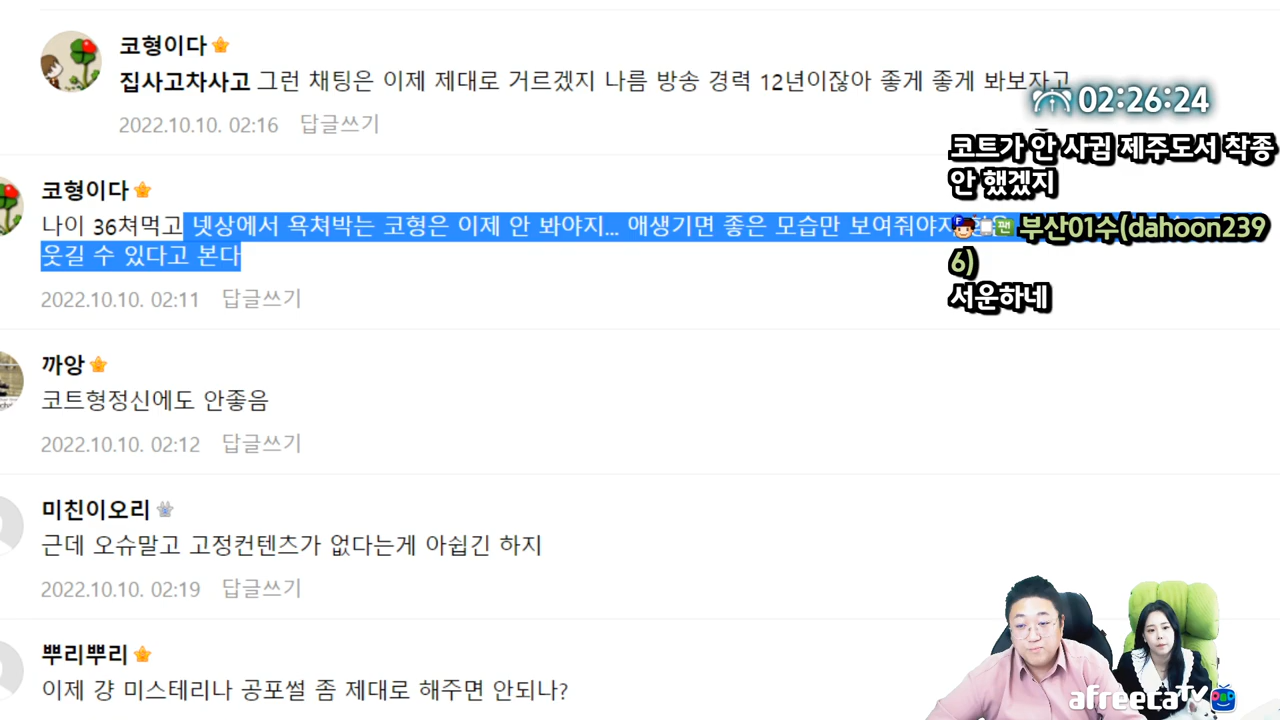 코형이다
집사고차사고 그런 채팅은 이제 제대로 거르겠지 나름 방송 경력 12년이잖아 좋게 좋게 봐보자고
2022.10.10. 02:16 답글쓰기
02:26:24
코트가 안 사귐 제주도서 착종
안 했겠지
팬 부산01수(dahoon239
6)
서운하네
코형이다
나이 36쳐먹고 넷상에서 욕쳐박는 코형은 이제 안 봐야지... 애생기면 좋은 모습만 보여줘야지
웃길 수 있다고 본다
2022.10.10. 02:11 답글쓰기
까앙
코트형정신에도 안좋음
2022.10.10. 02:12 답글쓰기
미친이오리
근데 오슈말고 고정컨텐츠가 없다는게 아쉽긴 하지
2022.10.10. 02:19 답글쓰기
뿌리뿌리
이제 걍 미스테리나 공포썰 좀 제대로 해주면 안되나?
afreecaTV